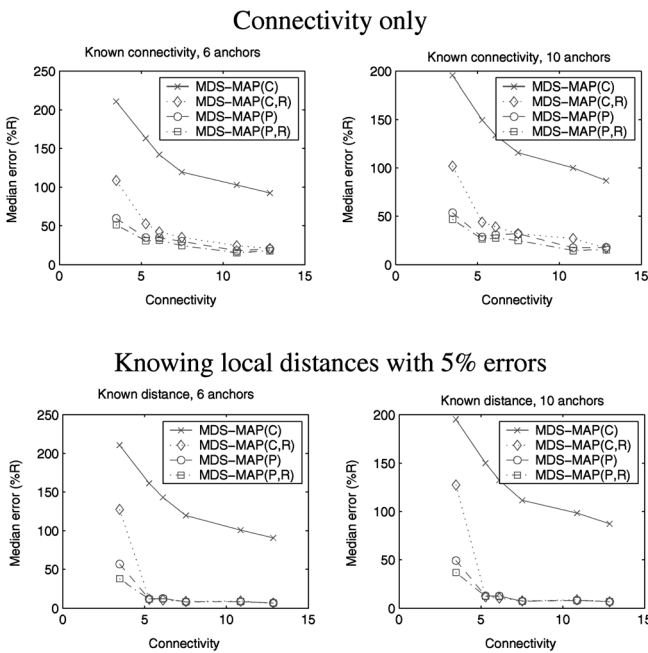 Connectivity only
Known connectivity, 6 anchors
250
200
150
100
50
0
0 5 10 15
Median error (%R)
Connectivity
MDS-MAP(C)
MDS-MAP(C,R)
MDS-MAP(P)
MDS-MAP(P,R)
Known connectivity, 10 anchors
200
150
100
50
0
0 5 10 15
Median error (%R)
Connectivity
MDS-MAP(C)
MDS-MAP(C,R)
MDS-MAP(P)
MDS-MAP(P,R)
Knowing local distances with 5% errors
Known distance, 6 anchors
250
200
150
100
50
0
0 5 10 15
Median error (%R)
Connectivity
MDS-MAP(C)
MDS-MAP(C,R)
MDS-MAP(P)
MDS-MAP(P,R)
Known distance, 10 anchors
200
150
100
50
0
0 5 10 15
Median error (%R)
Connectivity
MDS-MAP(C)
MDS-MAP(C,R)
MDS-MAP(P)
MDS-MAP(P,R)